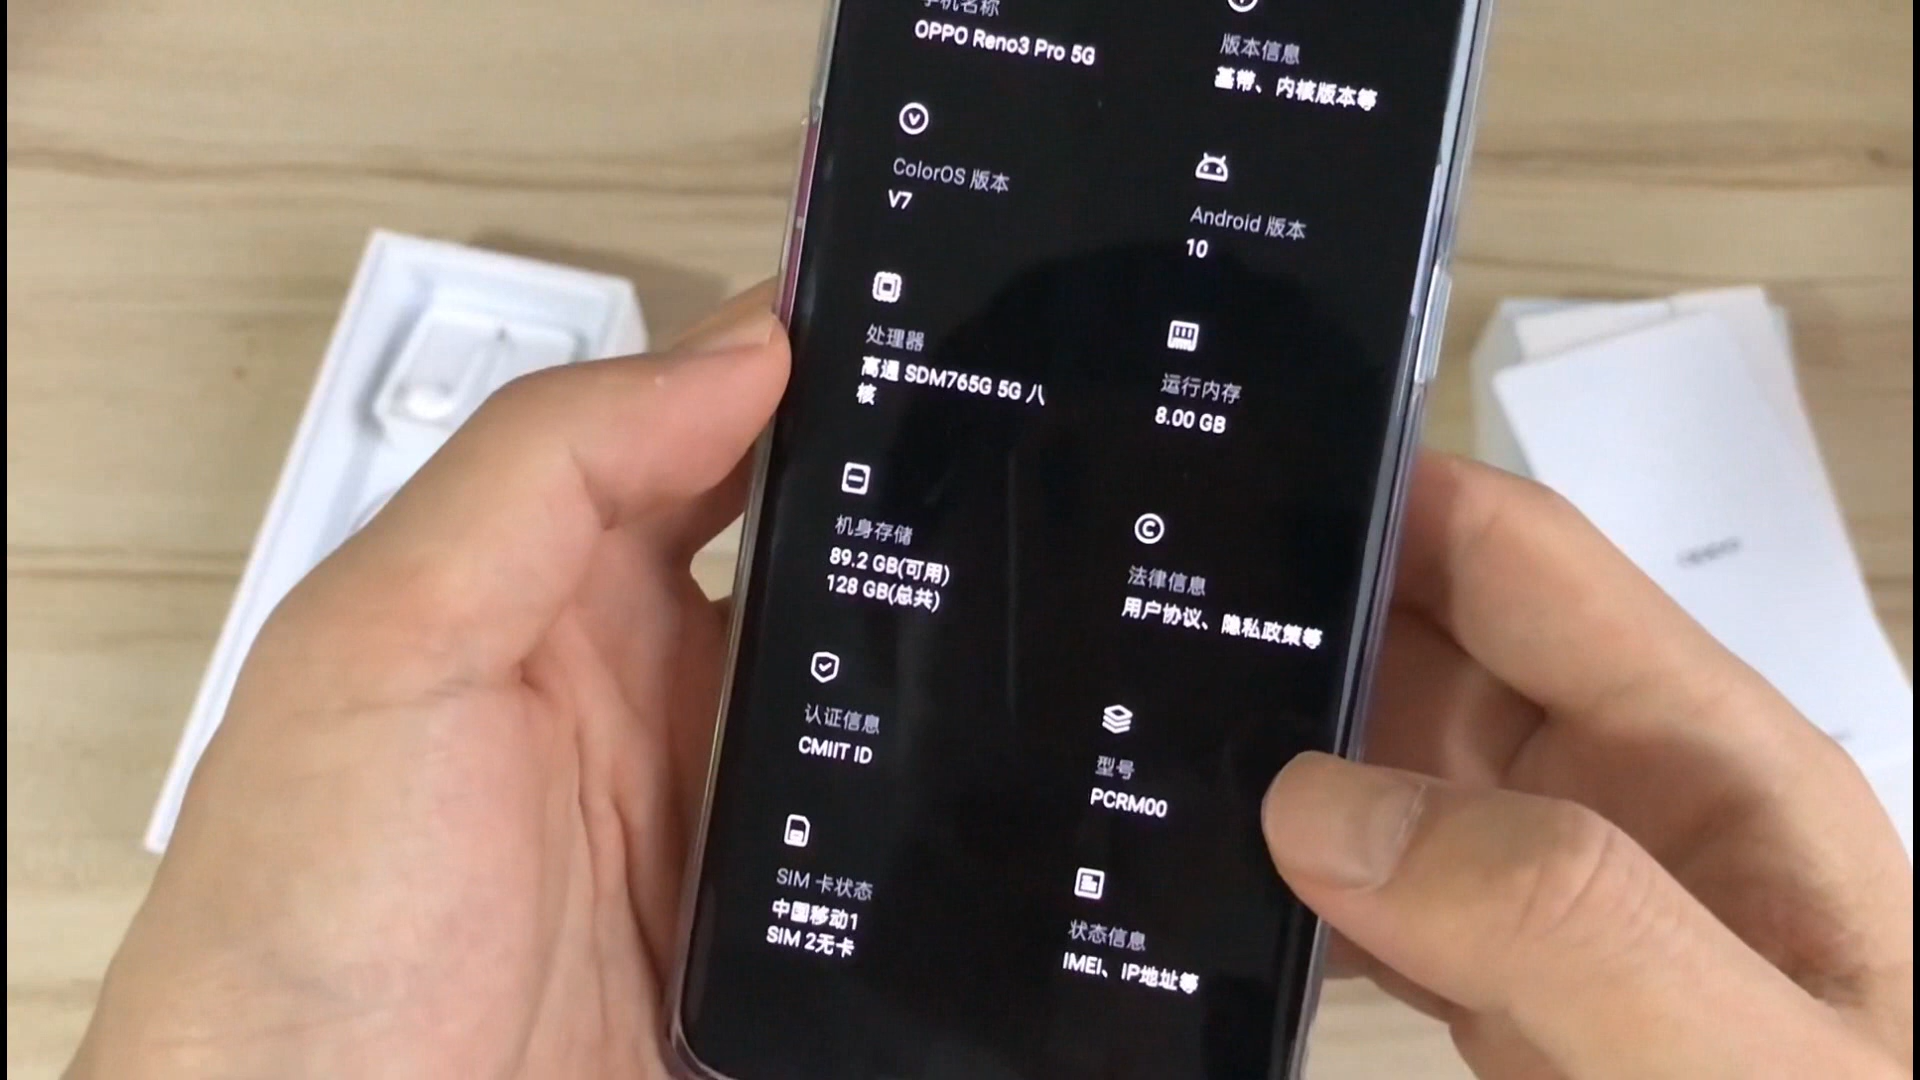 手机名称
OPPO Reno3 Pro 5G
版本信息
基带、内核版本等
ColorOS 版本
V7
Android 版本
10
处理器
高通 SDM765G 5G 八
核
运行内存
8.00 GB
机身存储
89.2 GB(可用)
128 GB(总共)
法律信息
用户协议、隐私政策等
认证信息
CMIIT ID
型号
PCRM00
SIM 卡状态
中国移动1
SIM 2无卡
状态信息
IMEI、IP地址等